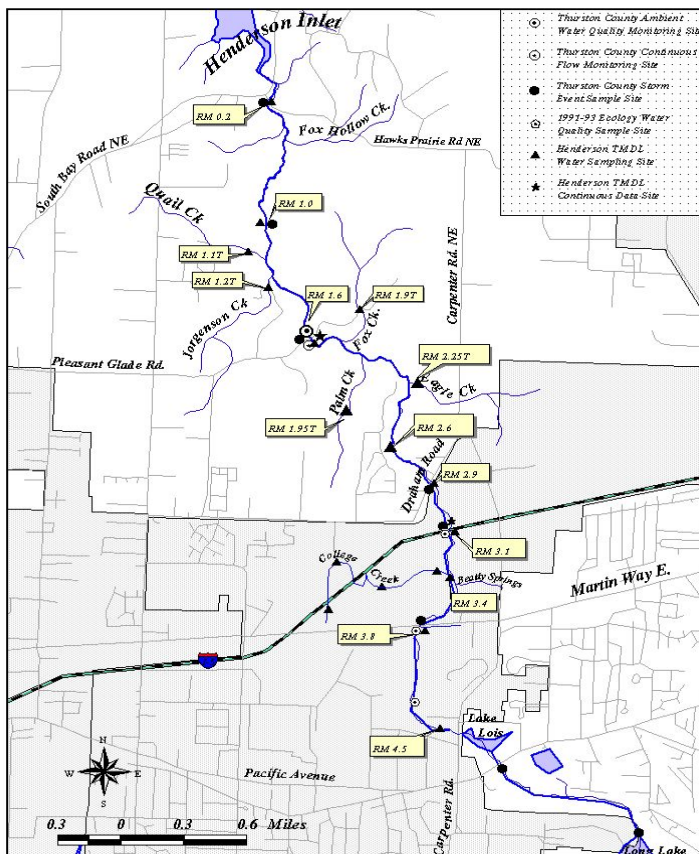 Henderson Inlet
Thurston County Ambient
Water Quality Monitoring Site
Thurston County Continuous
Flow Monitoring Site
Thurston County Storm
Event Sample Site
1991-93 Ecology Water
Quality Sample Site
Henderson TMDL
Water Sampling Site
Henderson TMDL
Continuous Data Site
RM 0.2
Fox Hollow Ck.
Hawks Prairie Rd NE
South Bay Road NE
Quail Ck
RM 1.0
RM 1.1T
RM 1.2T
RM 1.6
RM 1.9T
Carpenter Rd. NE
Jorgenson Ck
Fox Ck.
Pleasant Glade Rd.
RM 2.25T
Eagle Ck
Palm Ck
RM 1.95T
RM 2.6
Draham Road
RM 2.9
RM 3.1
College
Creek
Beatty Springs
Martin Way E.
RM 3.4
RM 3.8
Lake
Lois
RM 4.5
N
W E
S
Pacific Avenue
Carpenter Rd.
0.3 0 0.3 0.6 Miles
Long Lake